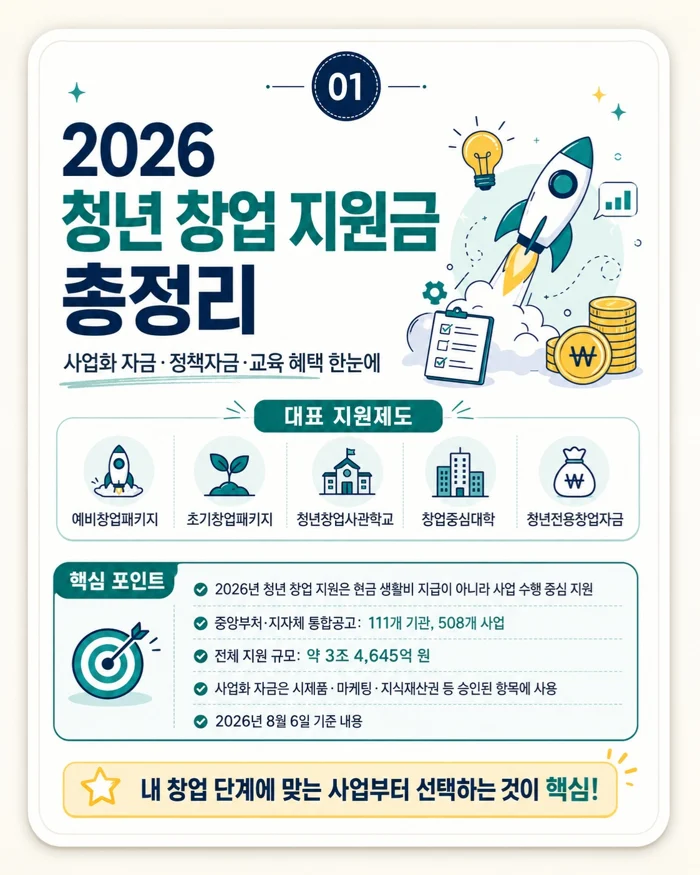 01
2026
청년 창업 지원금
총정리
사업화 자금 · 정책자금 · 교육 혜택 한눈에
대표 지원제도
예비창업패키지
초기창업패키지
청년창업사관학교
창업중심대학
청년전용창업자금
핵심 포인트
2026년 청년 창업 지원은 현금 생활비 지급이 아니라 사업 수행 중심 지원
중앙부처·지자체 통합공고: 111개 기관, 508개 사업
전체 지원 규모: 약 3조 4,645억 원
사업화 자금은 시제품 · 마케팅 · 지식재산권 등 승인된 항목에 사용
2026년 8월 6일 기준 내용
내 창업 단계에 맞는 사업부터 선택하는 것이 핵심!